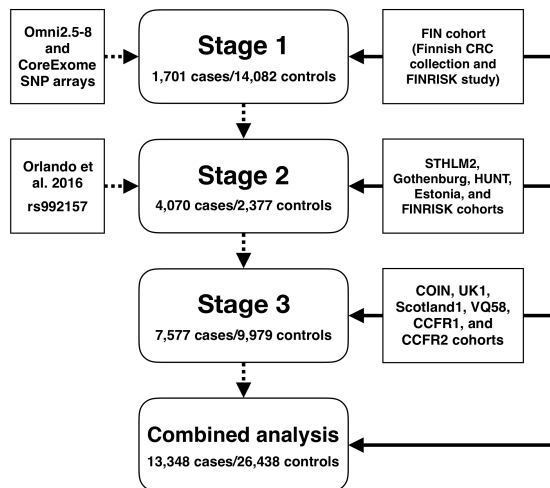 Omni2.5-8
and
CoreExome
SNP arrays
Stage 1
1,701 cases/14,082 controls
FIN cohort
(Finnish CRC
collection and
FINRISK study)
Orlando et
al. 2016
rs992157
Stage 2
4,070 cases/2,377 controls
STHLM2,
Gothenburg, HUNT,
Estonia, and
FINRISK cohorts
Stage 3
7,577 cases/9,979 controls
COIN, UK1,
Scotland1, VQ58,
CCFR1, and
CCFR2 cohorts
Combined analysis
13,348 cases/26,438 controls